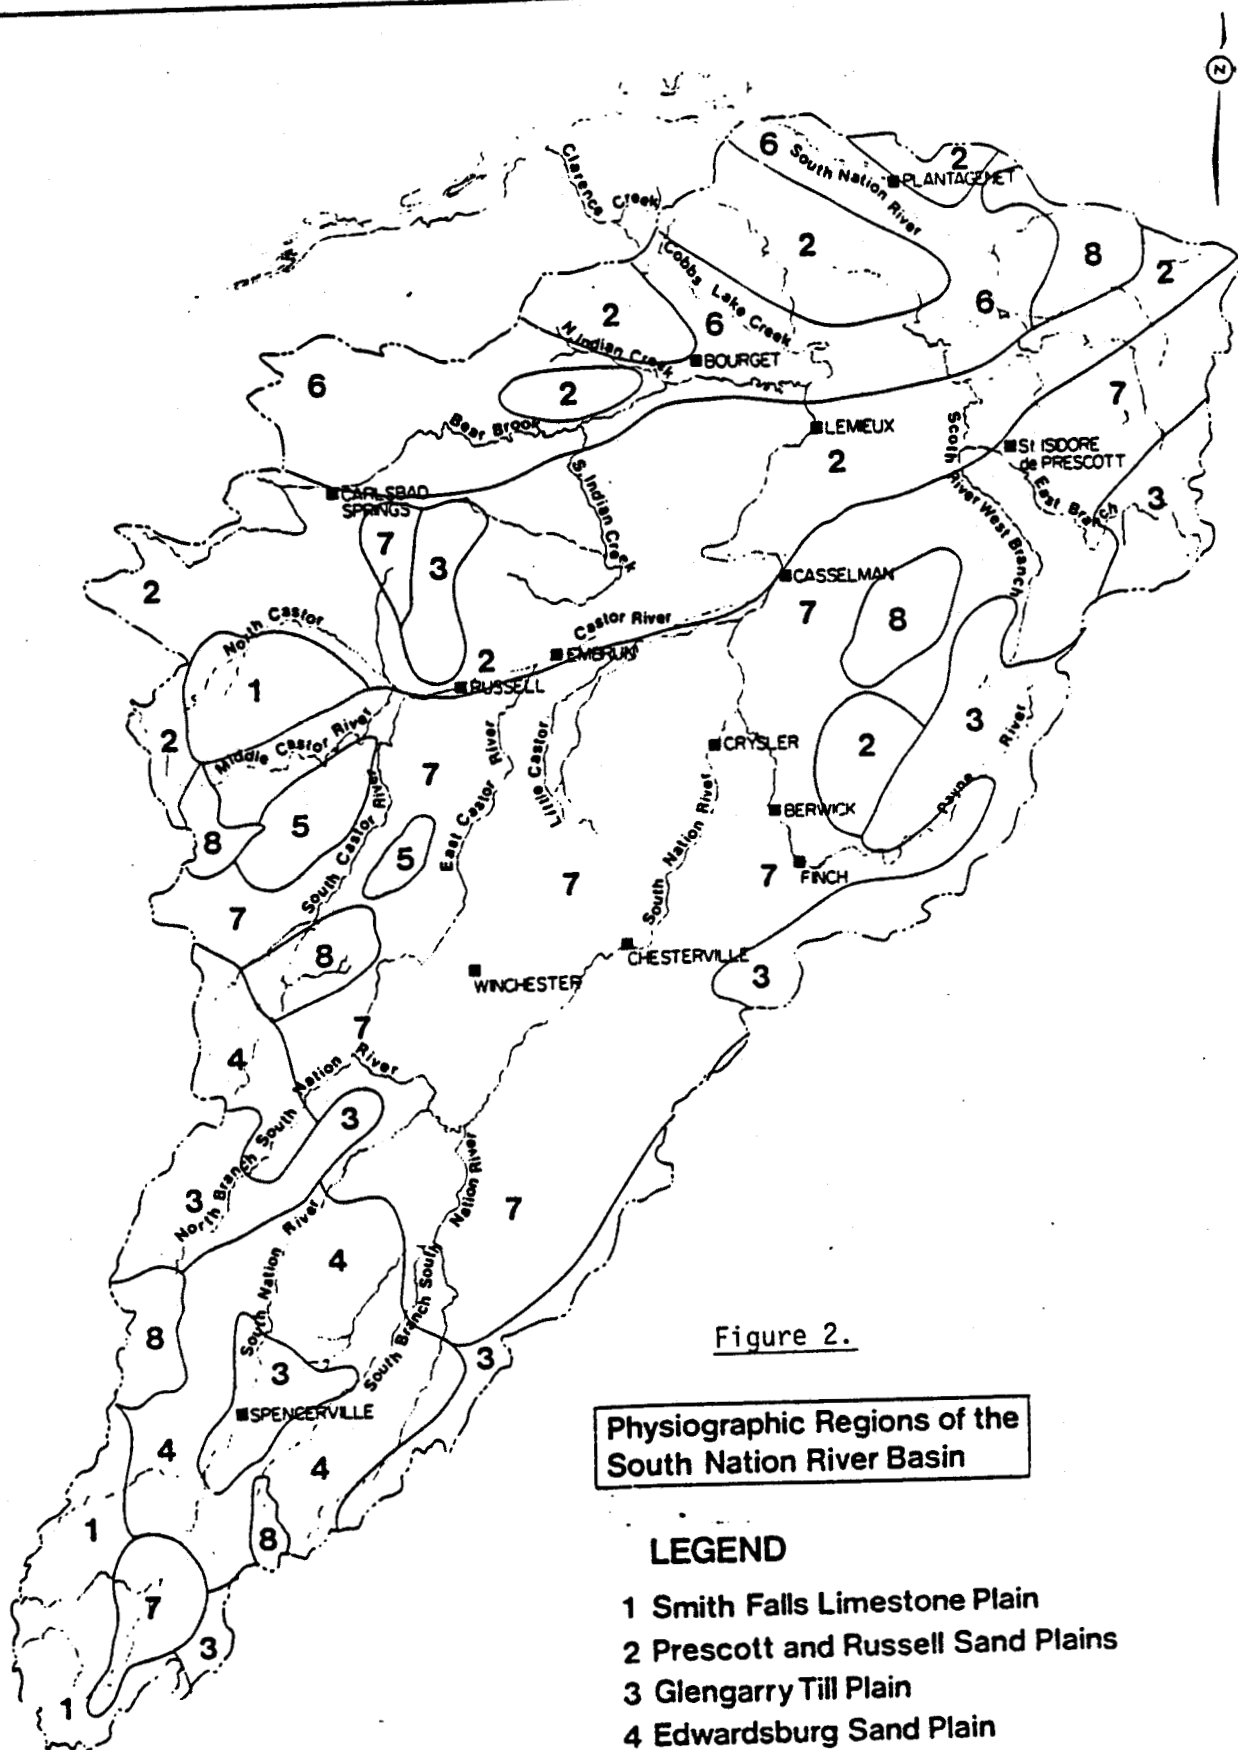 N
Clarence Creek
6
South Nation River
2
PLANTAGENET
2
8
2
Cobbs Lake Creek
6
2
6
N. Indian Creek
BOURGET
6
2
7
Bear Brook
LEMIEUX
Scotch River West Branch
St ISIDORE
de PRESCOTT
2
East Branch
3
CARLSBAD
SPRINGS
S. Indian Creek
7
3
CASSELMAN
2
7
8
North Castor
Castor River
2
EMBRUN
1
RUSSELL
3
2
Middle Castor River
CRYSLER
2
River
7
East Castor River
Little Castor
South Nation River
BERWICK
Payne
5
8
5
South Castor River
7
7
FINCH
7
8
CHESTERVILLE
3
WINCHESTER
7
4
North Branch South Nation River
3
3
South Branch South Nation River
7
South Nation River
4
8
Figure 2.
3
3
SPENCERVILLE
Physiographic Regions of the
South Nation River Basin
4
4
1
8
LEGEND
7
1 Smith Falls Limestone Plain
3
2 Prescott and Russell Sand Plains
3 Glengarry Till Plain
1
4 Edwardsburg Sand Plain